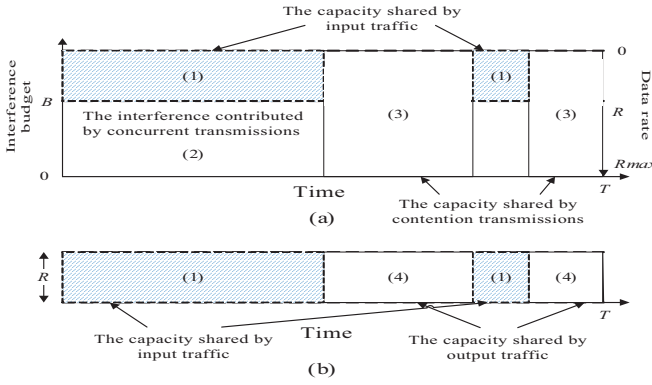 The capacity shared by
input traffic
0
(1)
(1)
Interference
budget
B
The interference contributed
by concurrent transmissions
(3)
(3)
R
Data rate
(2)
0
Rmax
Time
T
The capacity shared by
contention transmissions
(a)
R
(1)
(4)
(1)
(4)
T
The capacity shared by
input traffic
Time
The capacity shared by
output traffic
(b)